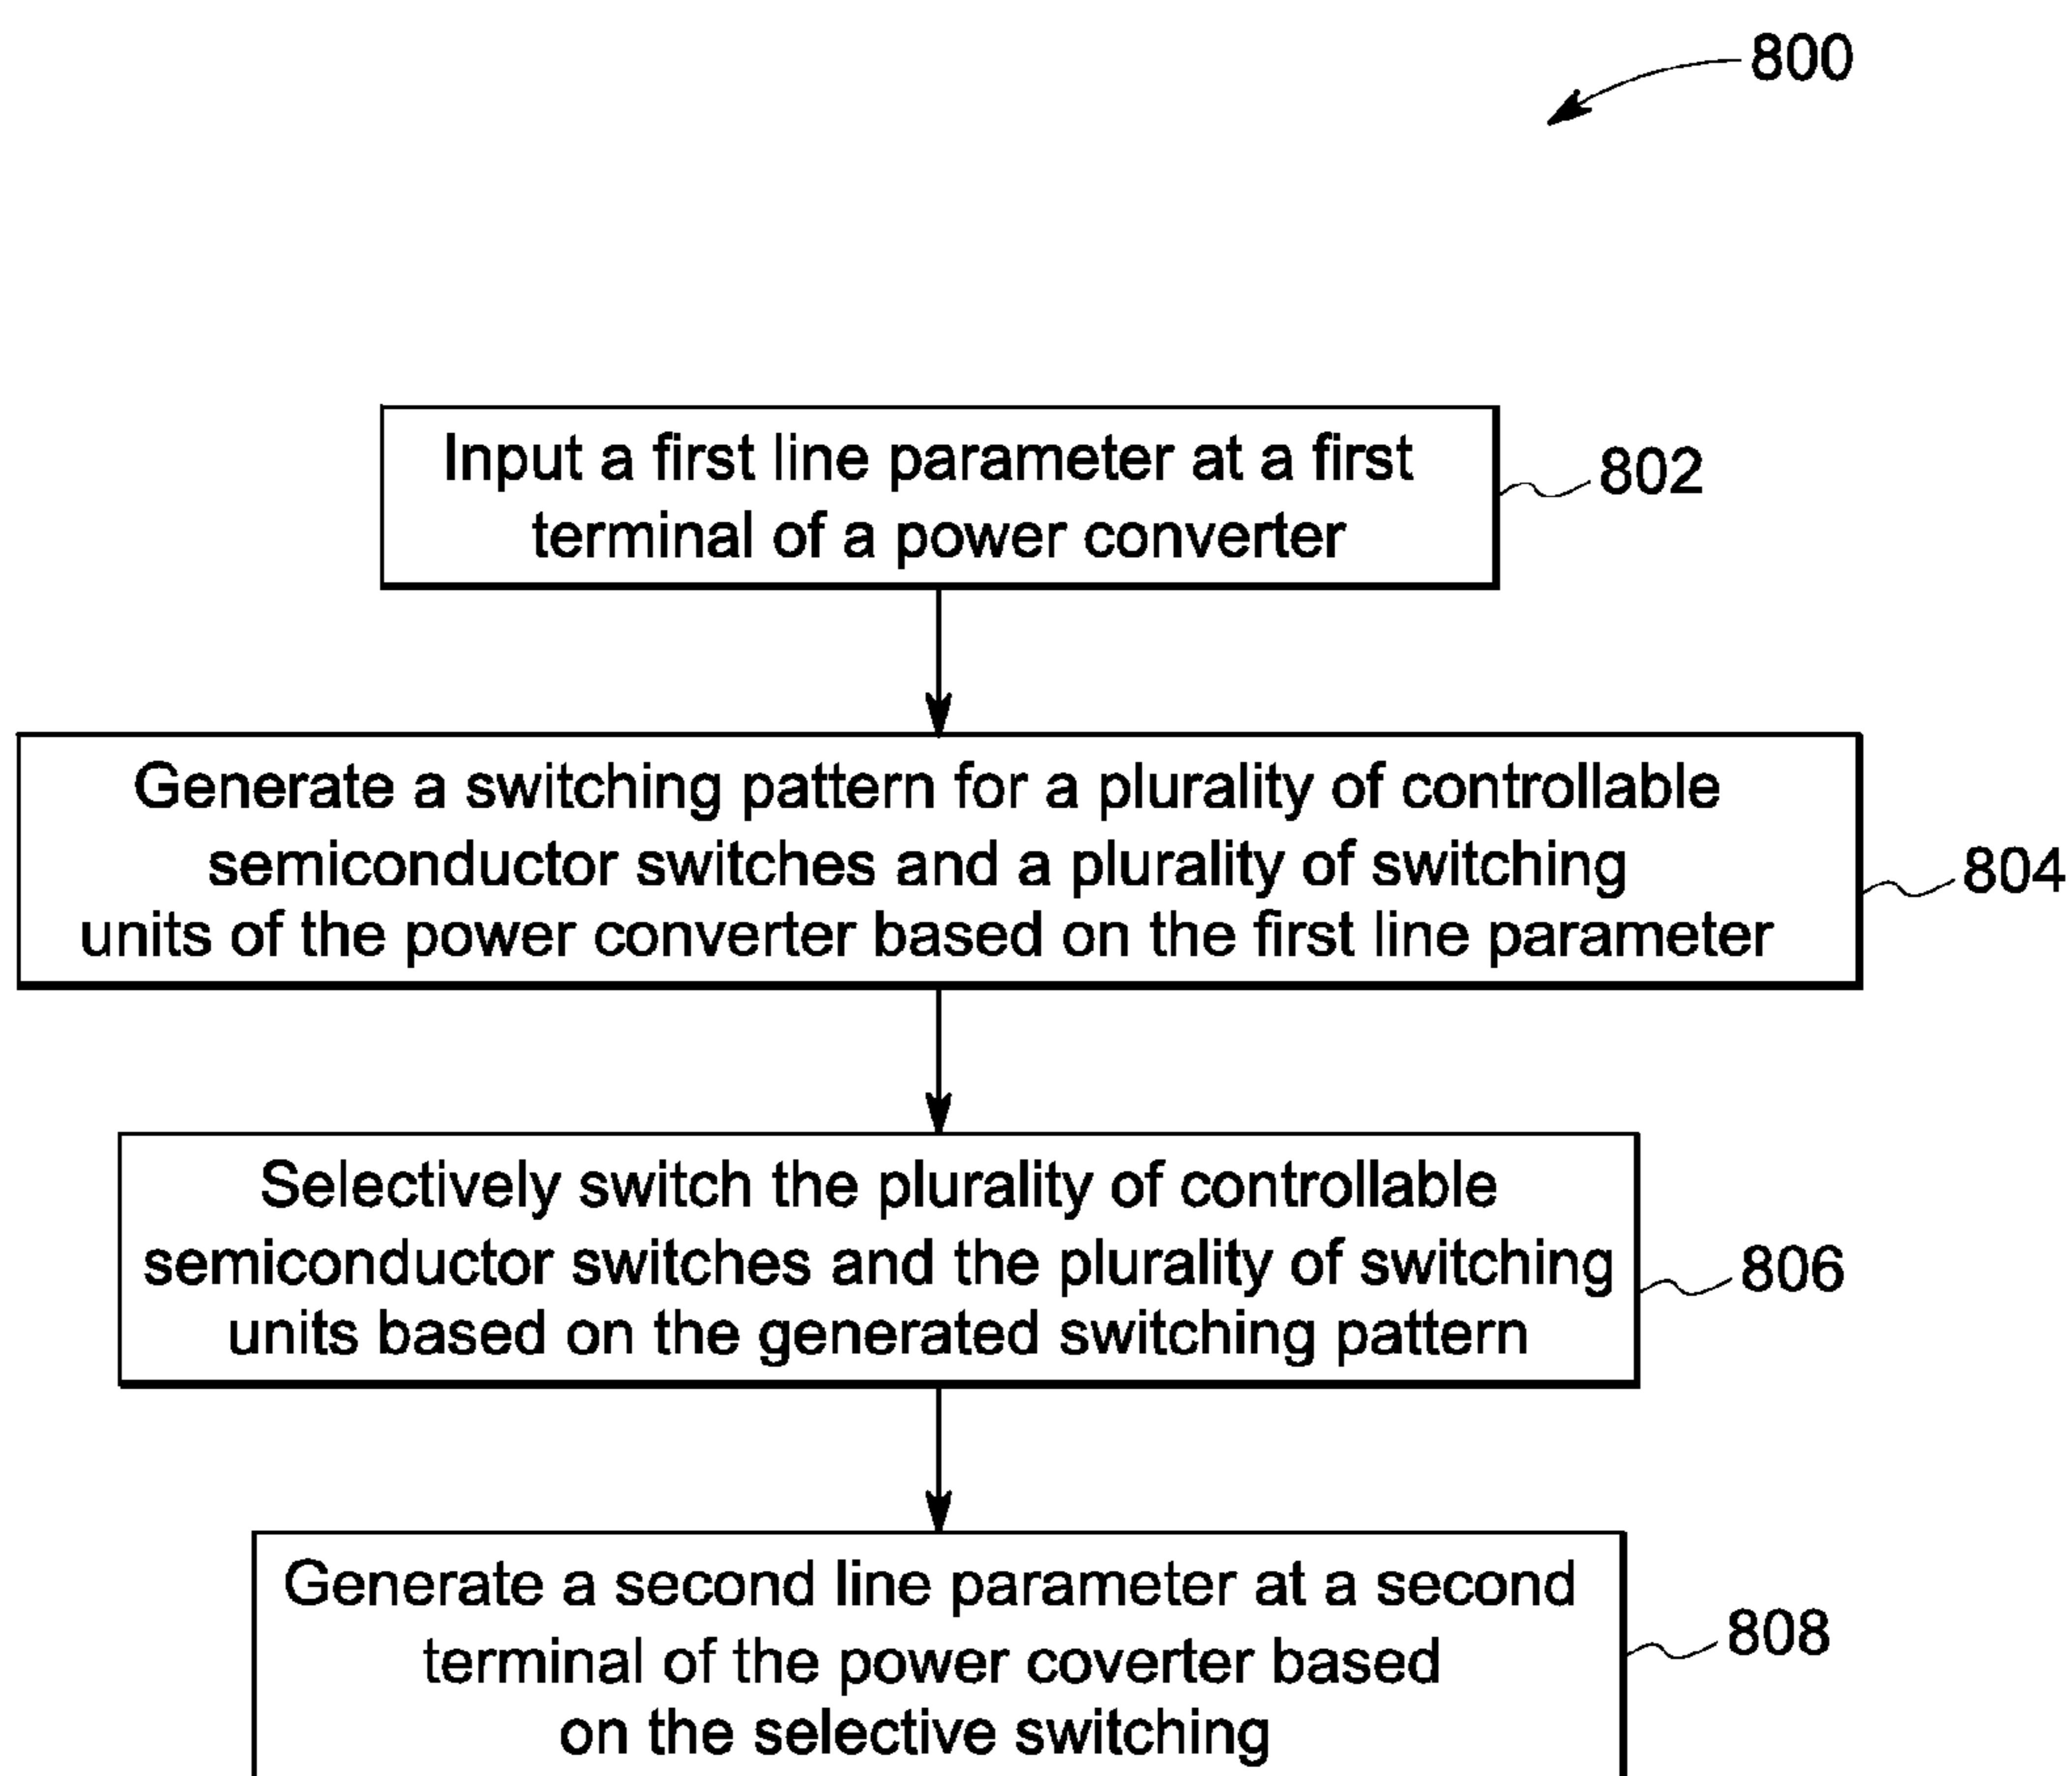 800
Input a first line parameter at a first
terminal of a power converter
802
Generate a switching pattern for a plurality of controllable
semiconductor switches and a plurality of switching
units of the power converter based on the first line parameter
804
Selectively switch the plurality of controllable
semiconductor switches and the plurality of switching
units based on the generated switching pattern
806
Generate a second line parameter at a second
terminal of the power coverter based
on the selective switching
808